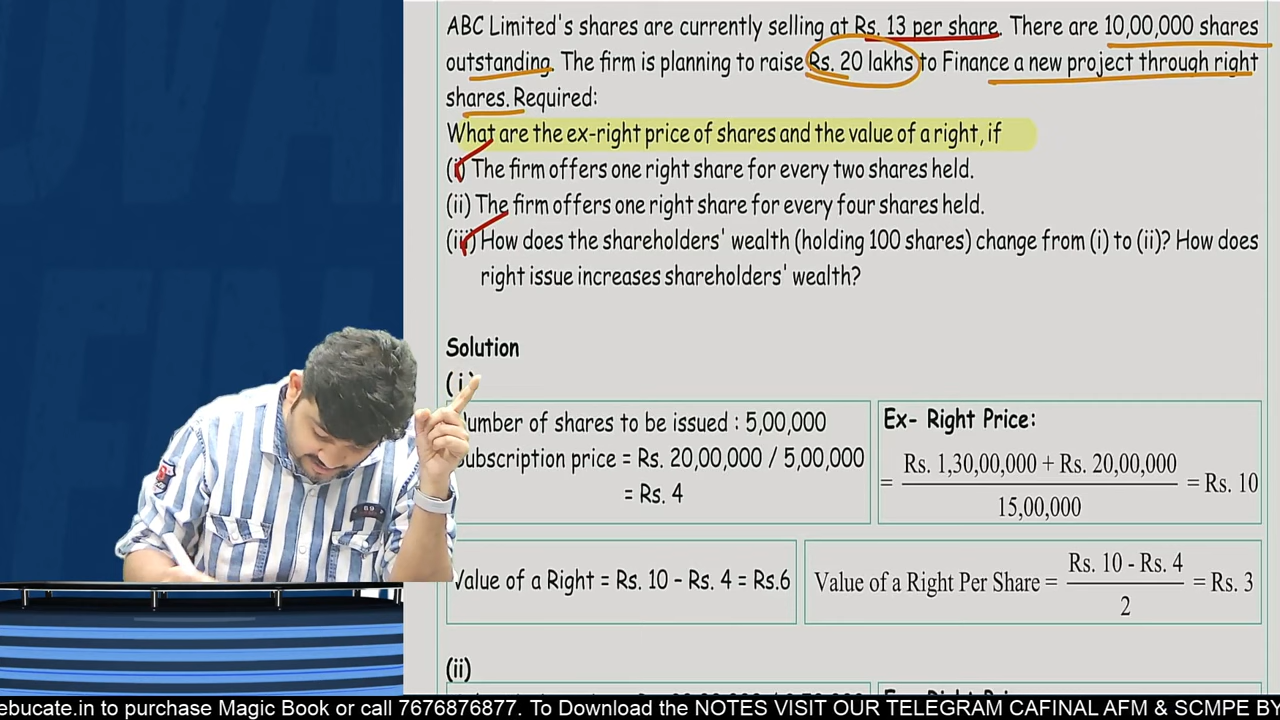 ABC Limited's shares are currently selling at Rs. 13 per share. There are 10,00,000 shares
outstanding. The firm is planning to raise Rs. 20 lakhs to Finance a new project through right
shares. Required:
What are the ex-right price of shares and the value of a right, if
(i) The firm offers one right share for every two shares held.
(ii) The firm offers one right share for every four shares held.
(iii) How does the shareholders' wealth (holding 100 shares) change from (i) to (ii)? How does
right issue increases shareholders' wealth?
Solution
(i)
umber of shares to be issued : 5,00,000
ubscription price = Rs. 20,00,000 / 5,00,000
= Rs. 4
Ex- Right Price:
= Rs. 1,30,00,000 + Rs. 20,00,000 = Rs. 10
15,00,000
Value of a Right = Rs. 10 - Rs. 4 = Rs.6
Value of a Right Per Share = Rs. 10 - Rs. 4 = Rs. 3
2
(ii)
ebucate.in to purchase Magic Book or call 7676876877. To Download the NOTES VISIT OUR TELEGRAM CAFINAL AFM & SCMPE BY